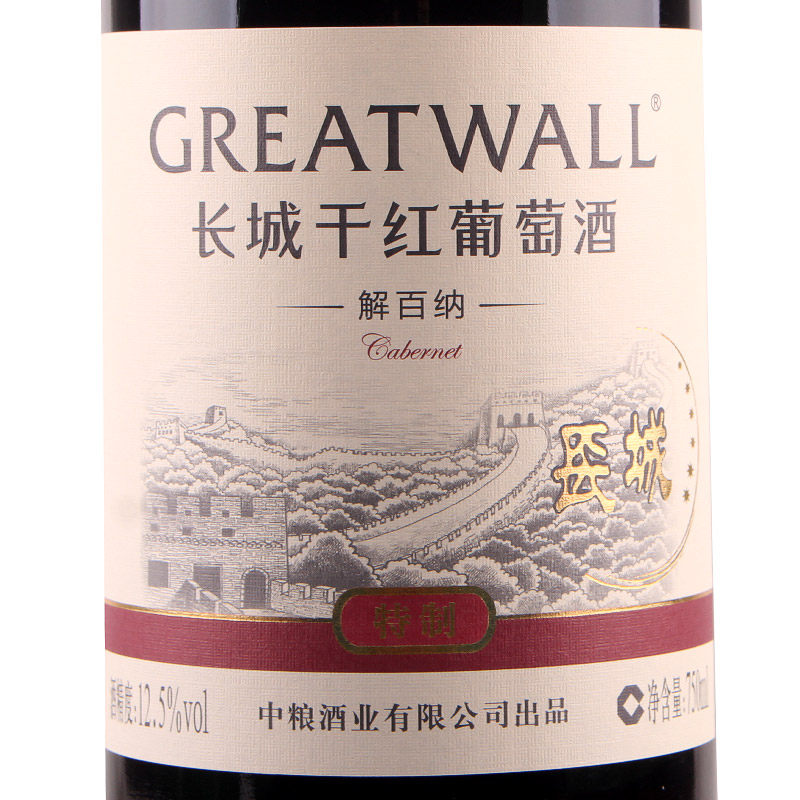 GREATWALL®
长城干红葡萄酒
解百纳
Cabernet
長城
特制
酒精度:12.5%vol
中粮酒业有限公司出品
净含量:750ml